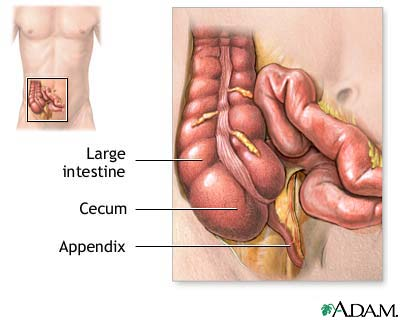 Large
intestine
Cecum
Appendix
A.D.A.M.